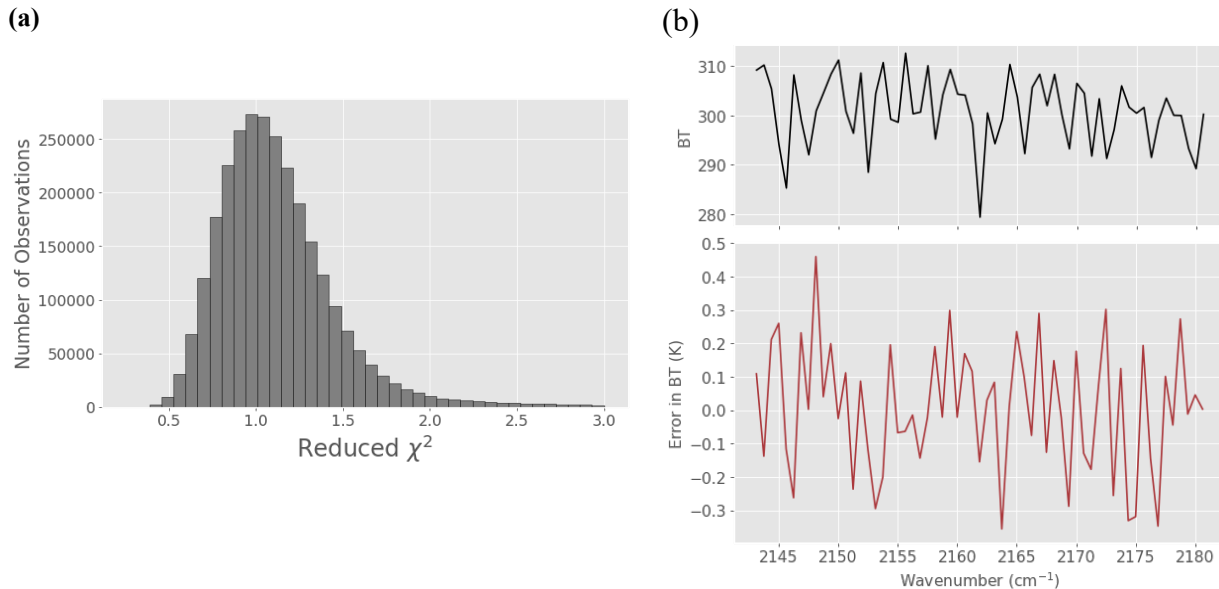 (a)
Number of Observations
250000
200000
150000
100000
50000
0
0.5 1.0 1.5 2.0 2.5 3.0
Reduced χ²
(b)
BT
310
300
290
280
Error in BT (K)
0.5
0.4
0.3
0.2
0.1
0.0
−0.1
−0.2
−0.3
2145 2150 2155 2160 2165 2170 2175 2180
Wavenumber (cm⁻¹)